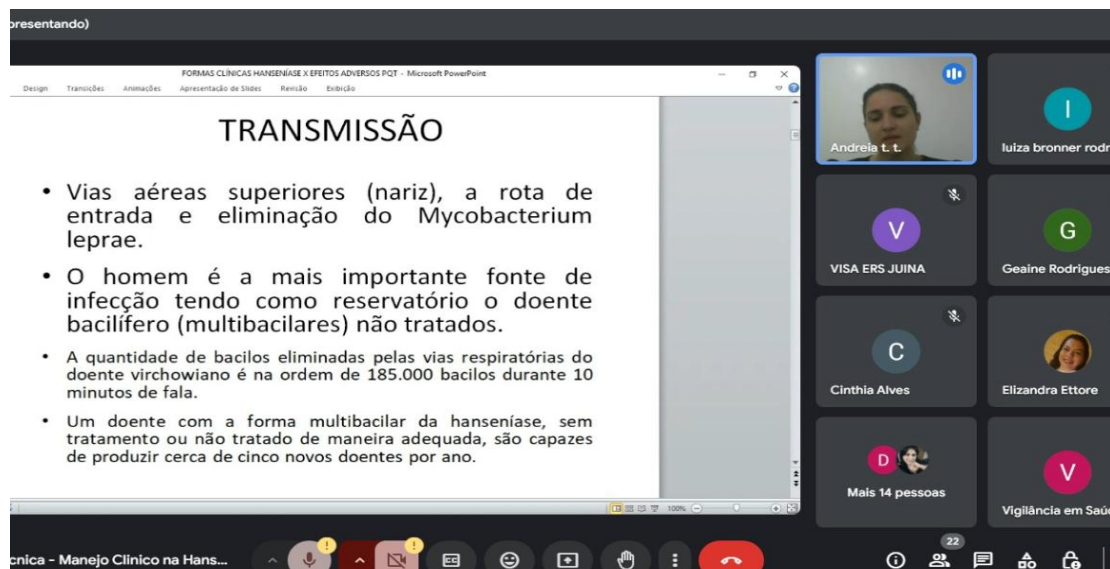 presentando)
FORMAS CLÍNICAS HANSENÍASE X EFEITOS ADVERSOS PQT - Microsoft PowerPoint
Design Transições Animações Apresentação de Slides Revisão Exibição
TRANSMISSÃO
• Vias aéreas superiores (nariz), a rota de
entrada e eliminação do Mycobacterium
leprae.
• O homem é a mais importante fonte de
infecção tendo como reservatório o doente
bacilífero (multibacilares) não tratados.
• A quantidade de bacilos eliminadas pelas vias respiratórias do
doente virchowiano é na ordem de 185.000 bacilos durante 10
minutos de fala.
• Um doente com a forma multibacilar da hanseníase, sem
tratamento ou não tratado de maneira adequada, são capazes
de produzir cerca de cinco novos doentes por ano.
100%
Andreia t. t.
I
luiza bronner rodr
V
VISA ERS JUINA
G
Geaine Rodrigues
C
Cinthia Alves
Elizandra Ettore
D
Mais 14 pessoas
V
Vigilância em Saú
cnica - Manejo Clinico na Hans...
22